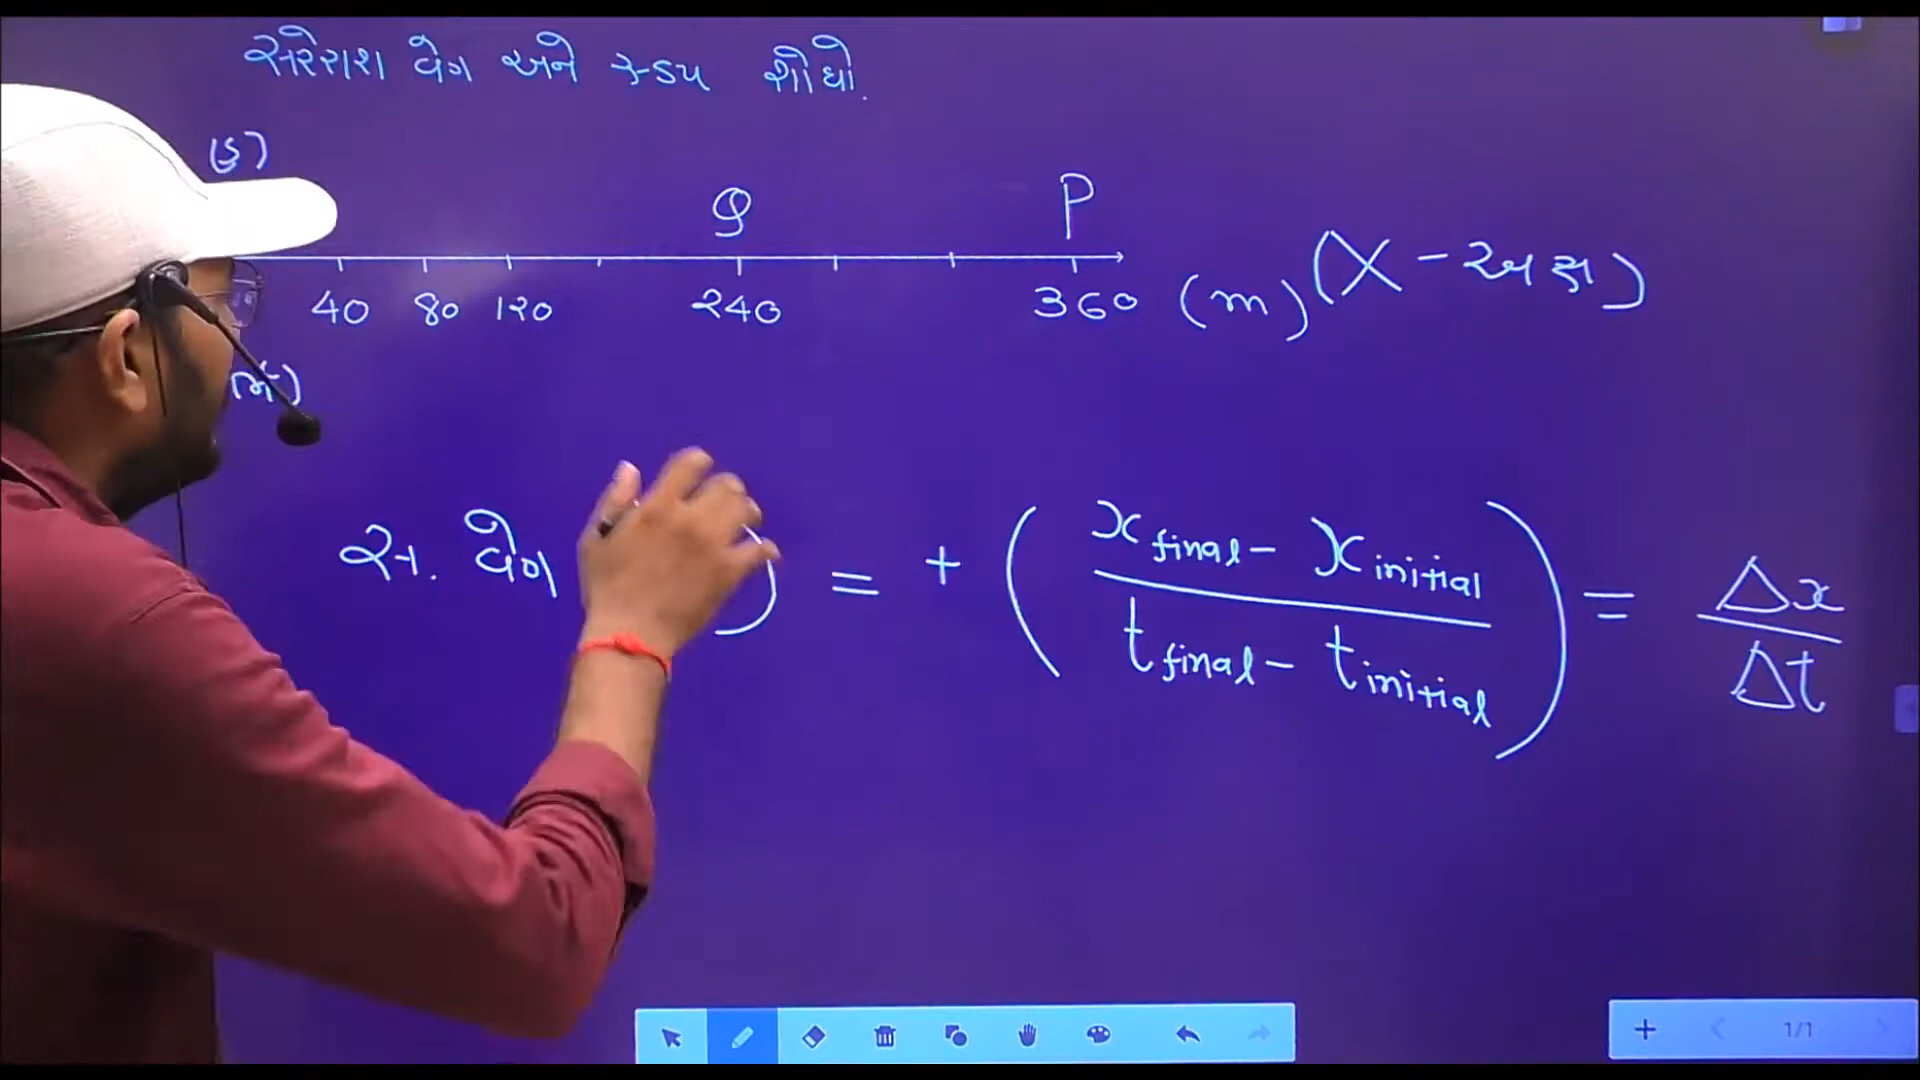 સરેરાશ વેગ અને ઝડપ શોધો.
Q P
40 80 120 240 360 (m) (X - અક્ષ)
સ. વેગ ) = + ( x final - x initial / t final - t initial ) = Δx / Δt
1/1